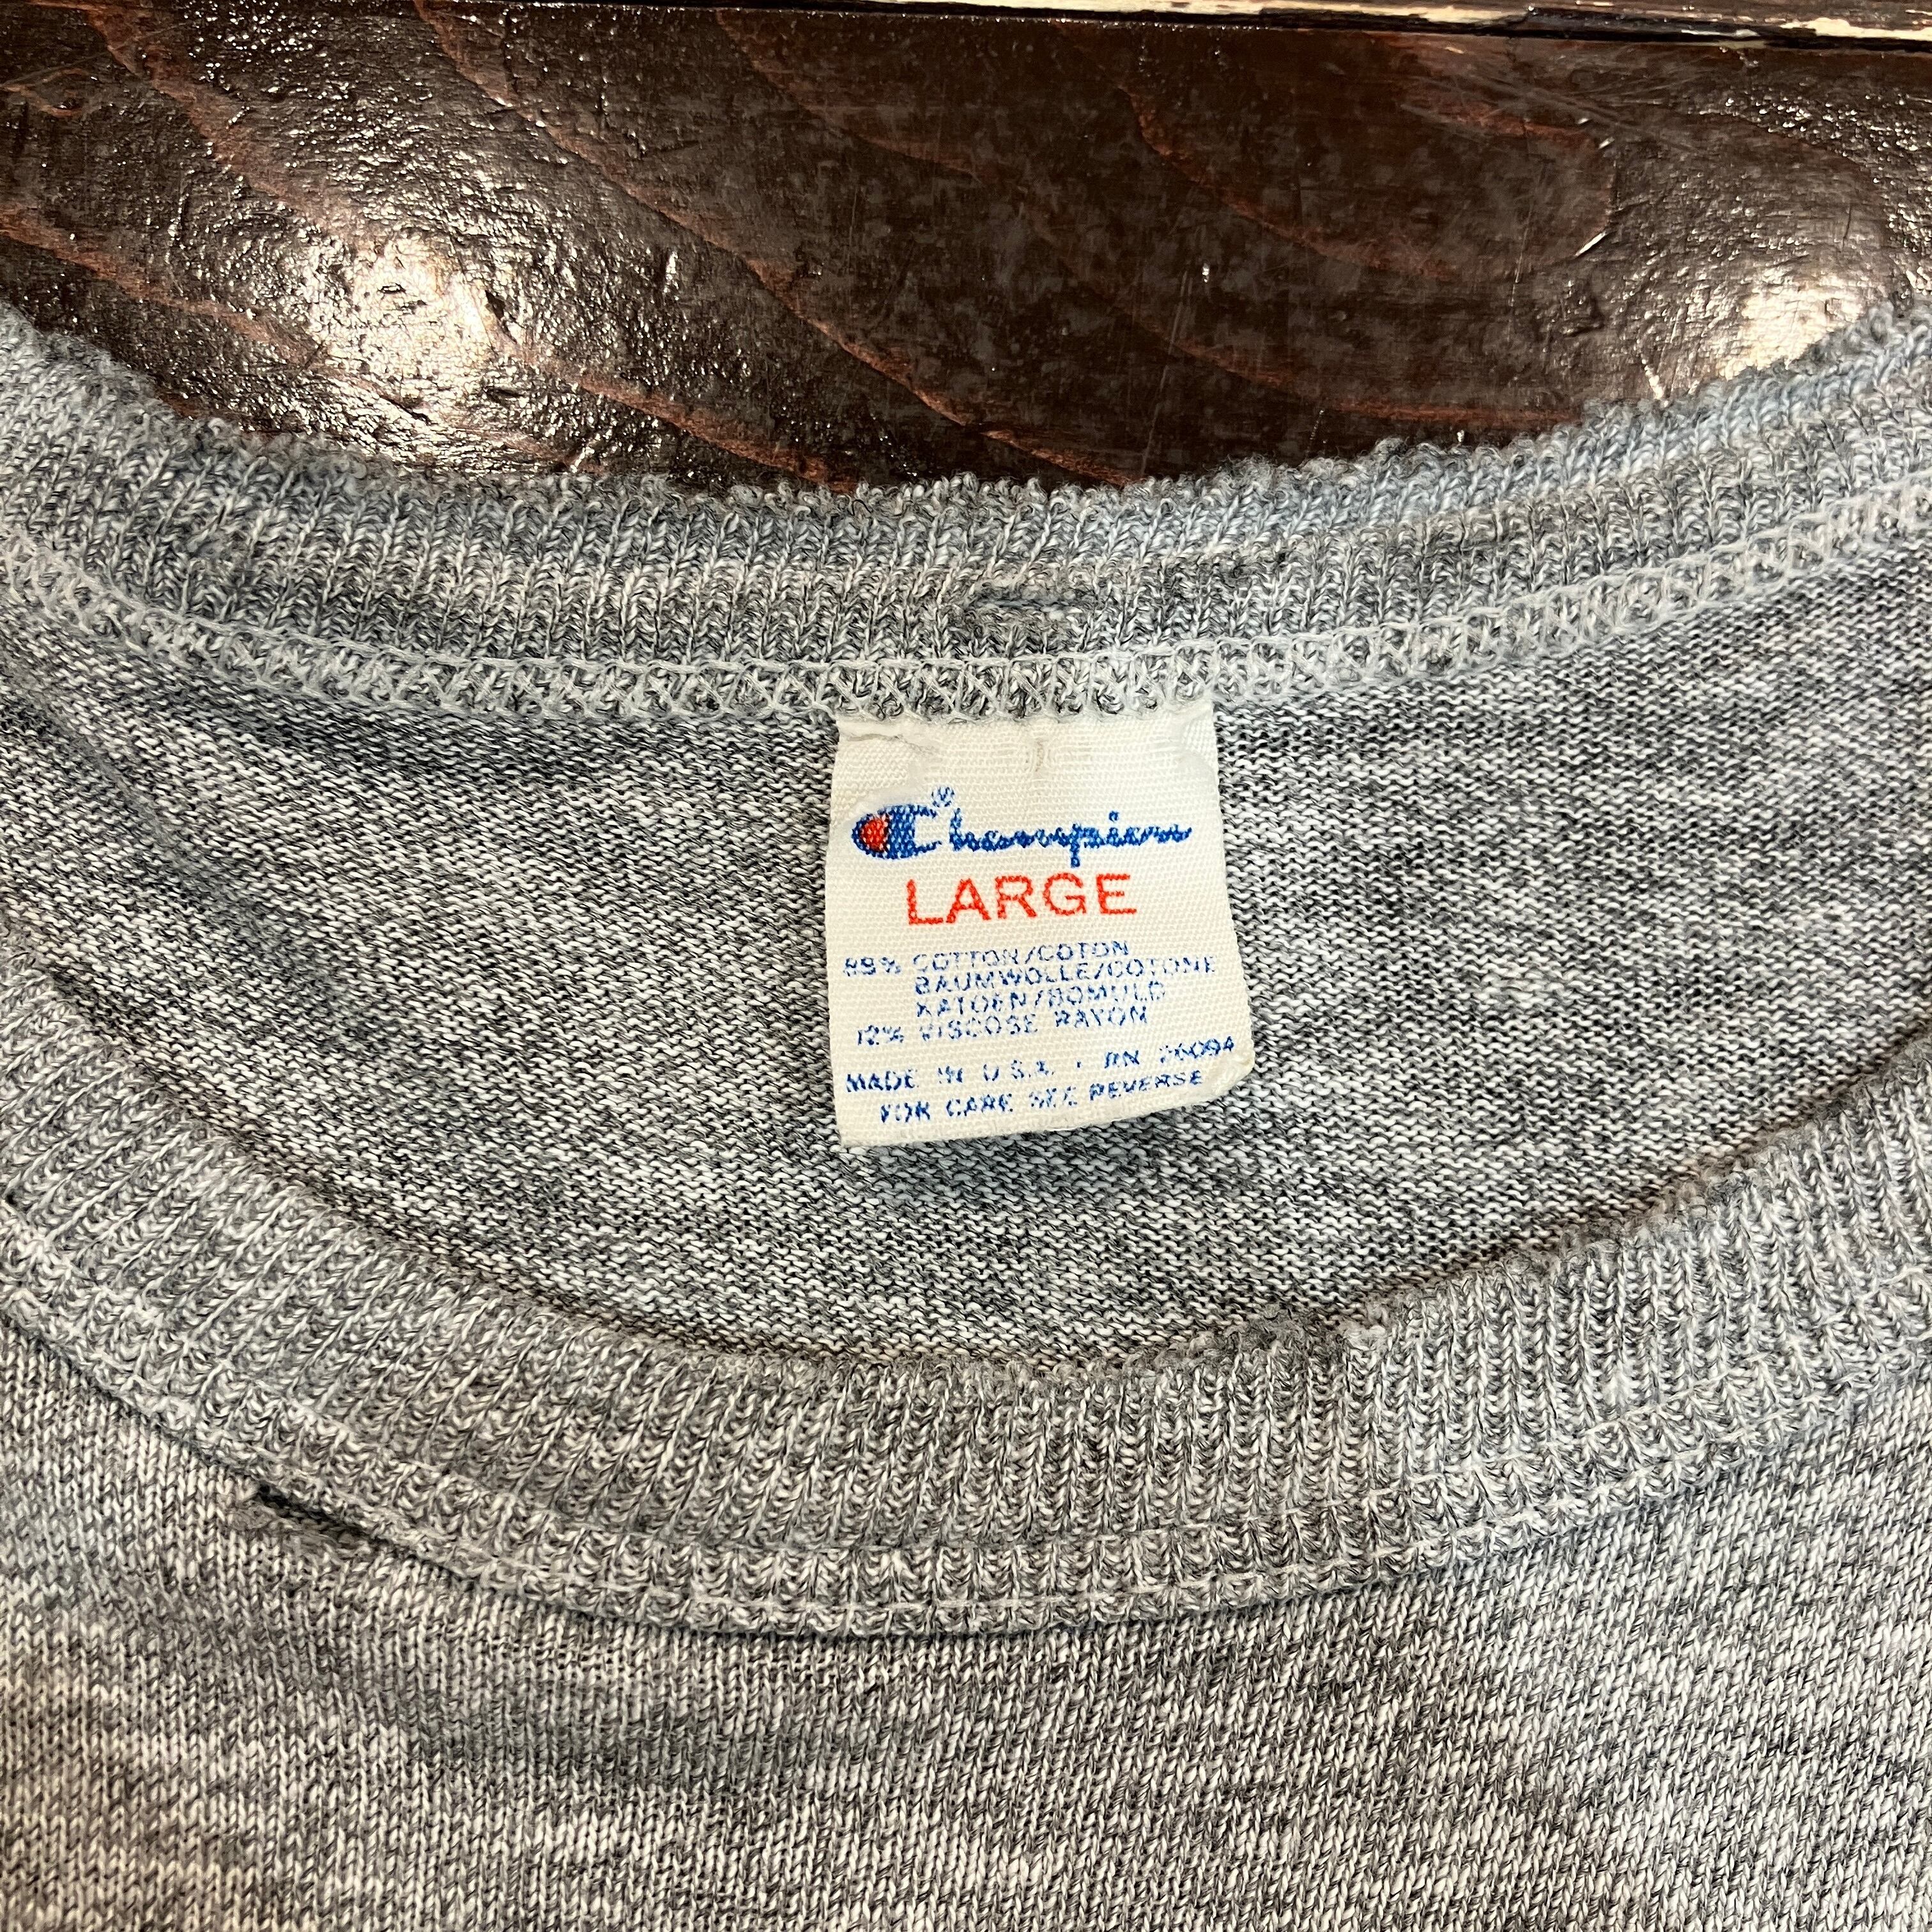 Champion®
LARGE
88% COTTON/COTON
BAUMWOLLE/COTONE
KATOEN/BOMULD
12% VISCOSE RAYON
MADE IN U.S.A. · RN 26094
FOR CARE SEE REVERSE